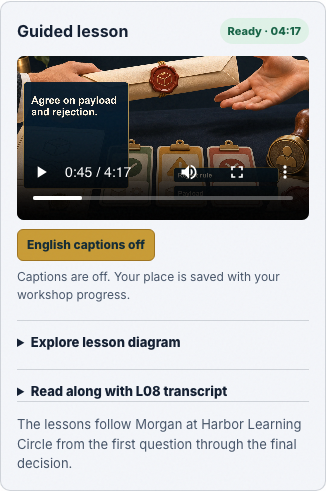 Guided lesson
Ready · 04:17
Agree on payload
and rejection.
0:45 / 4:17
English captions off
Captions are off. Your place is saved with your
workshop progress.
Explore lesson diagram
Read along with L08 transcript
The lessons follow Morgan at Harbor Learning
Circle from the first question through the final
decision.